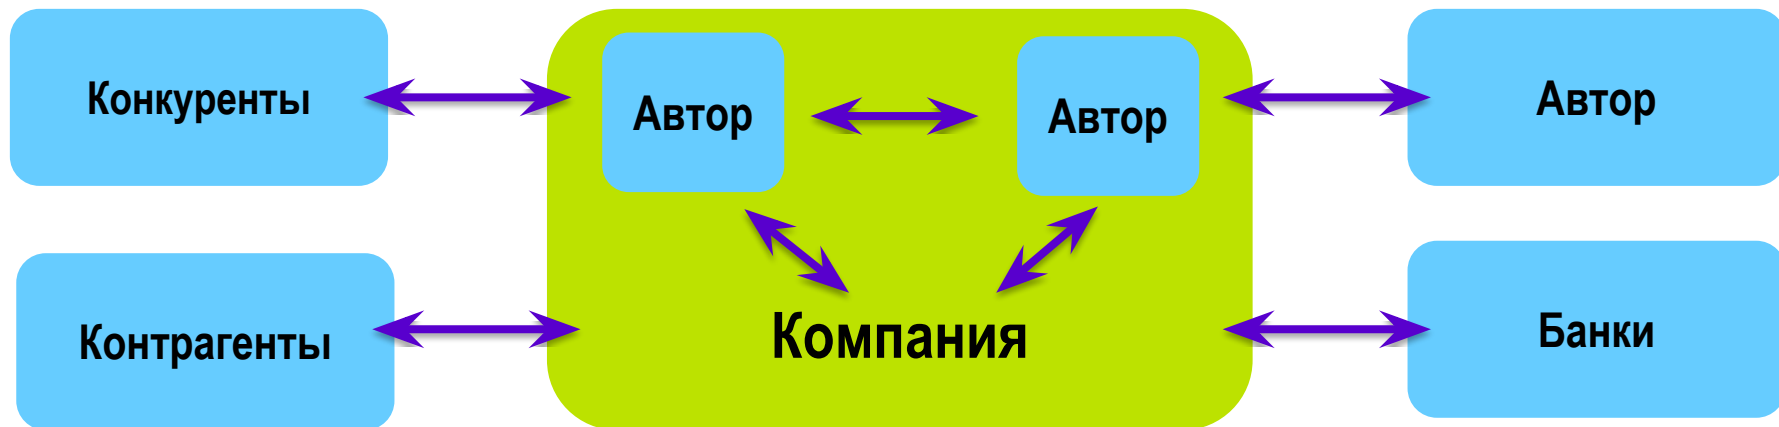 Конкуренты
Автор
Автор
Автор
Контрагенты
Компания
Банки